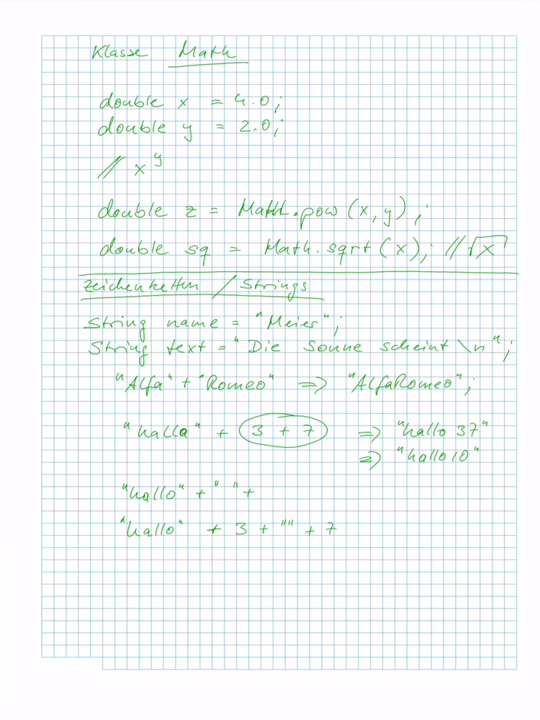 Klasse Math
double x = 4.0;
double y = 2.0;
// x^y
double z = Math.pow (x, y);
double sq = Math.sqrt (x); // √x
Zeichenketten / Strings
String name = "Meier";
String text = "Die Sonne scheint \n";
"Alfa" + "Romeo" => "AlfaRomeo";
"hallo" + (3 + 7) => "hallo 37"
=> "hallo10"
"hallo" + " " +
"hallo" + 3 + "" + 7